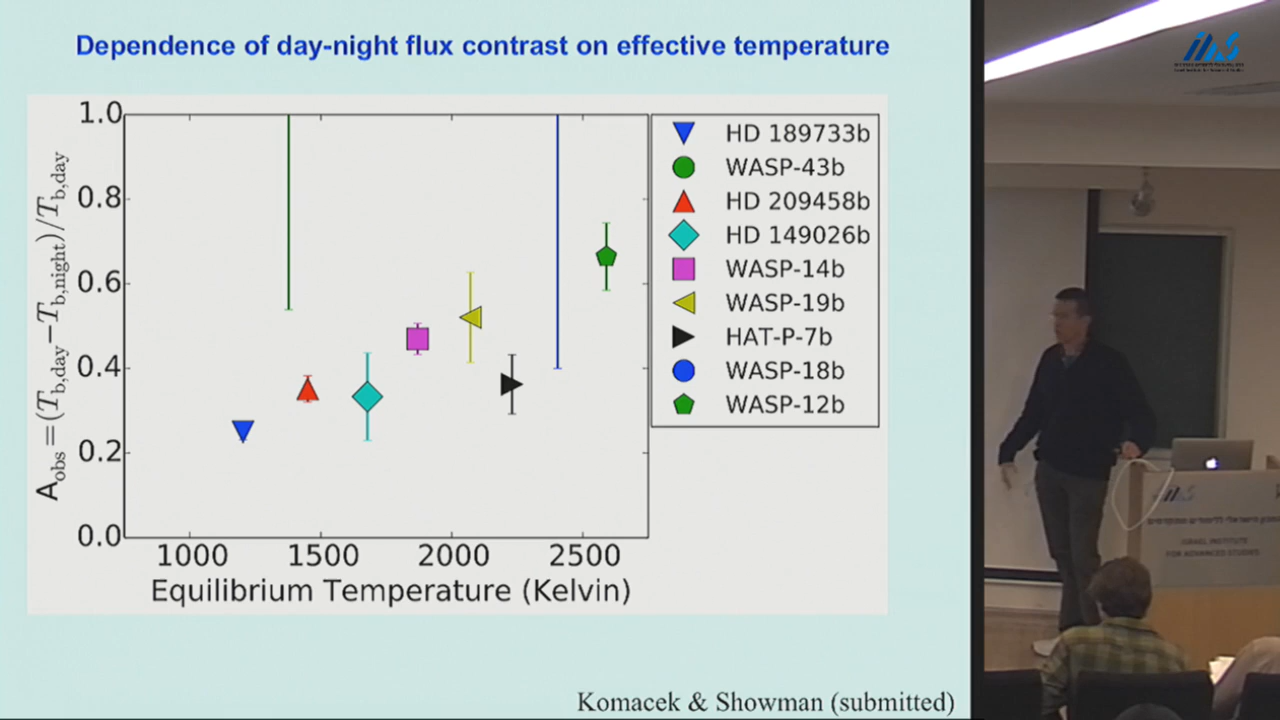 Dependence of day-night flux contrast on effective temperature
1.0
0.8
0.6
0.4
0.2
0.0
A_obs = (T_b,day − T_b,night)/T_b,day
1000 1500 2000 2500
Equilibrium Temperature (Kelvin)
HD 189733b
WASP-43b
HD 209458b
HD 149026b
WASP-14b
WASP-19b
HAT-P-7b
WASP-18b
WASP-12b
Komacek & Showman (submitted)
IIAS
IIAS
ISRAEL INSTITUTE
FOR ADVANCED STUDIES